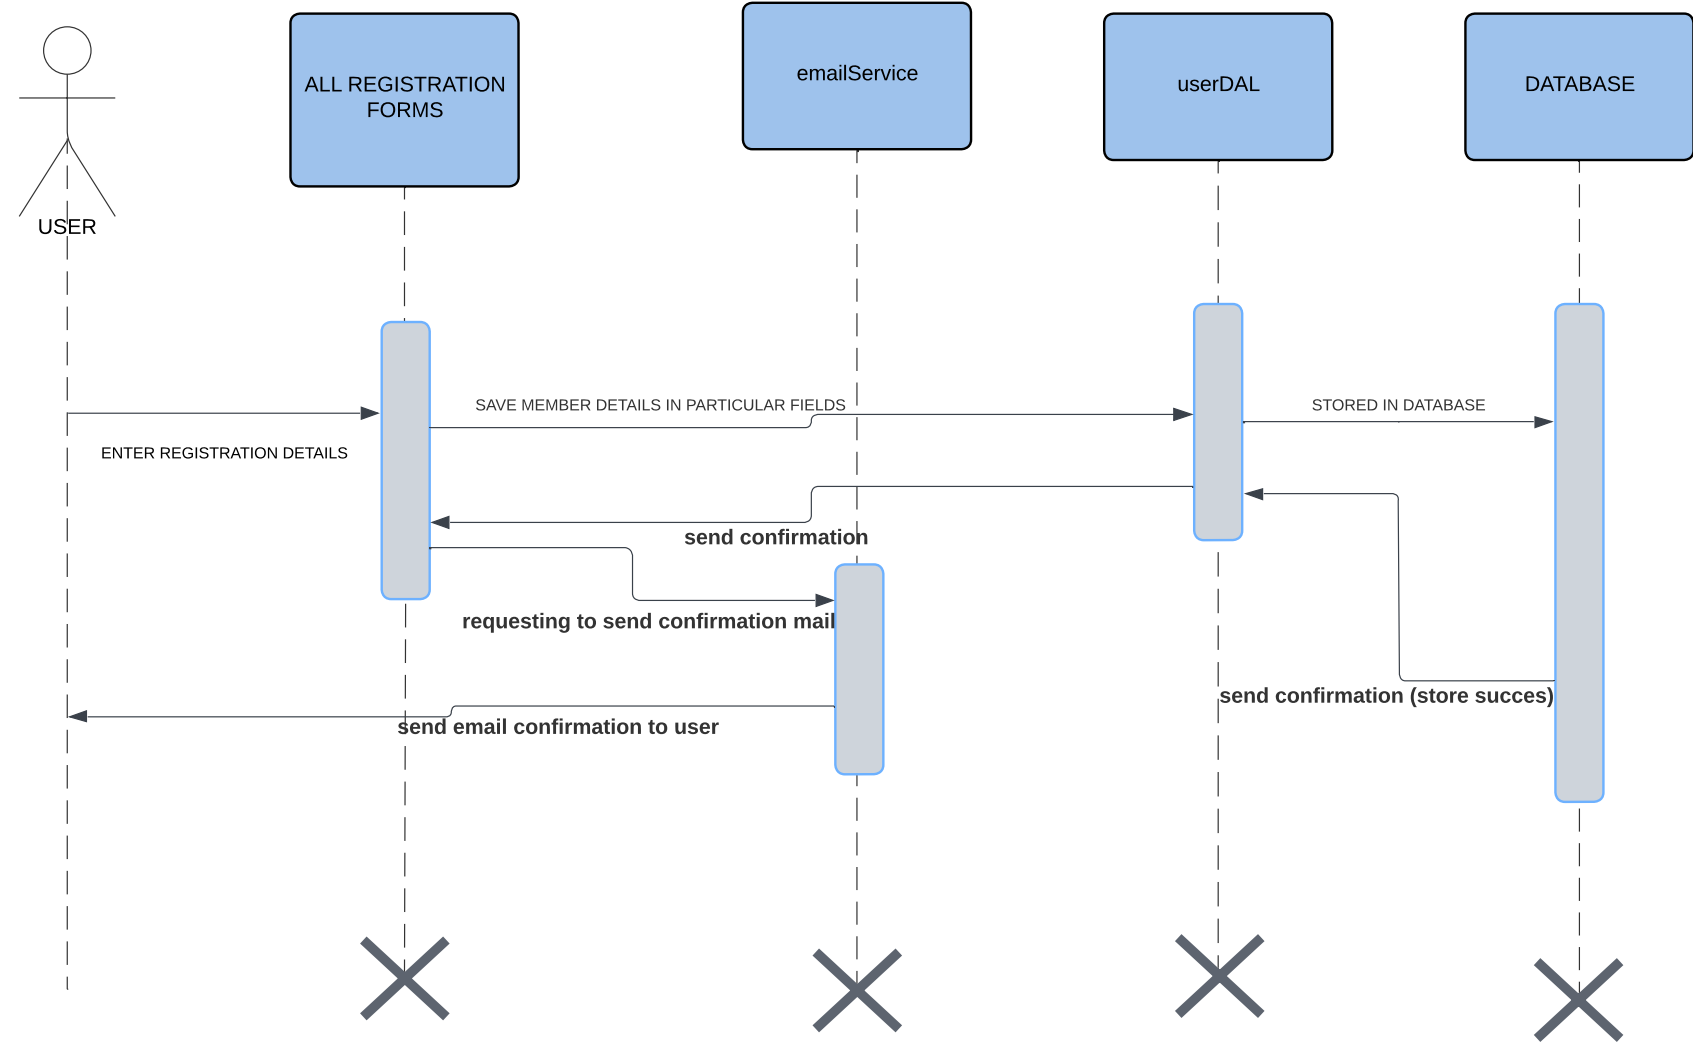 USER
ALL REGISTRATION
FORMS
emailService
userDAL
DATABASE
SAVE MEMBER DETAILS IN PARTICULAR FIELDS
STORED IN DATABASE
ENTER REGISTRATION DETAILS
send confirmation
requesting to send confirmation mail
send confirmation (store succes)
send email confirmation to user